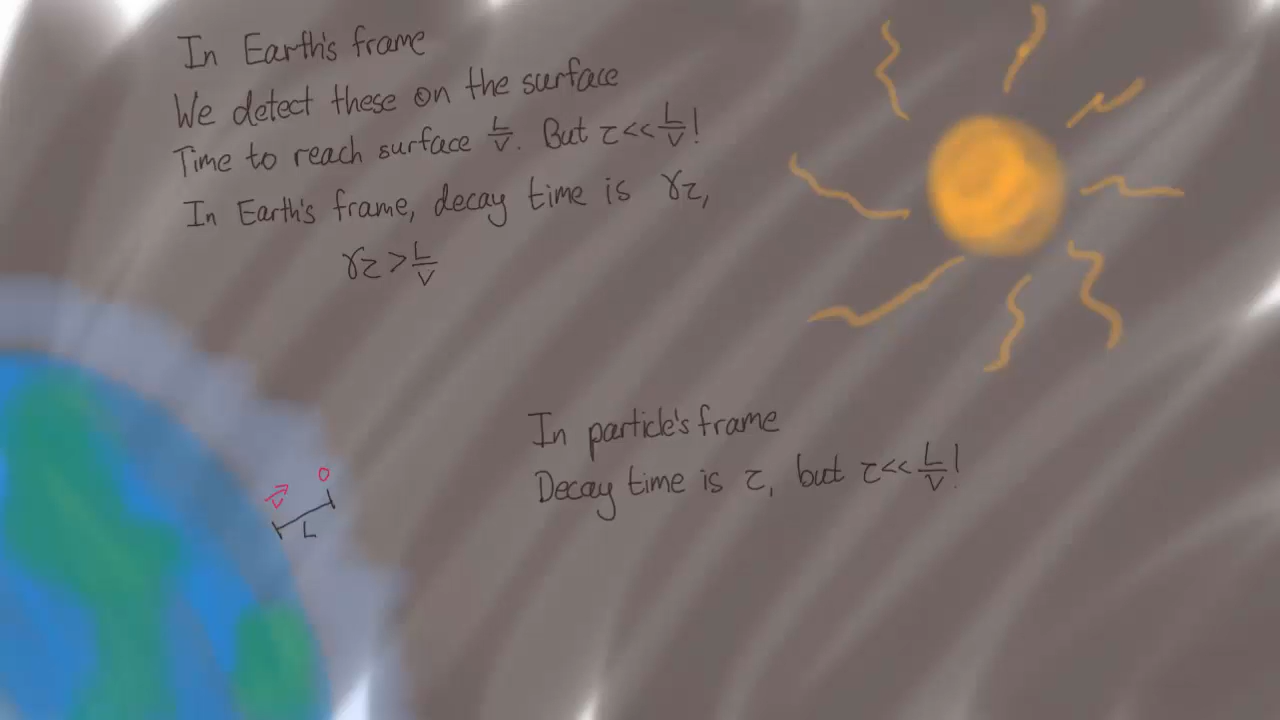 In Earth's frame
We detect these on the surface
Time to reach surface L/V. But τ<<L/V!
In Earth's frame, decay time is γτ,
γτ>L/V
In particle's frame
Decay time is τ, but τ<<L/V!
O
V
L